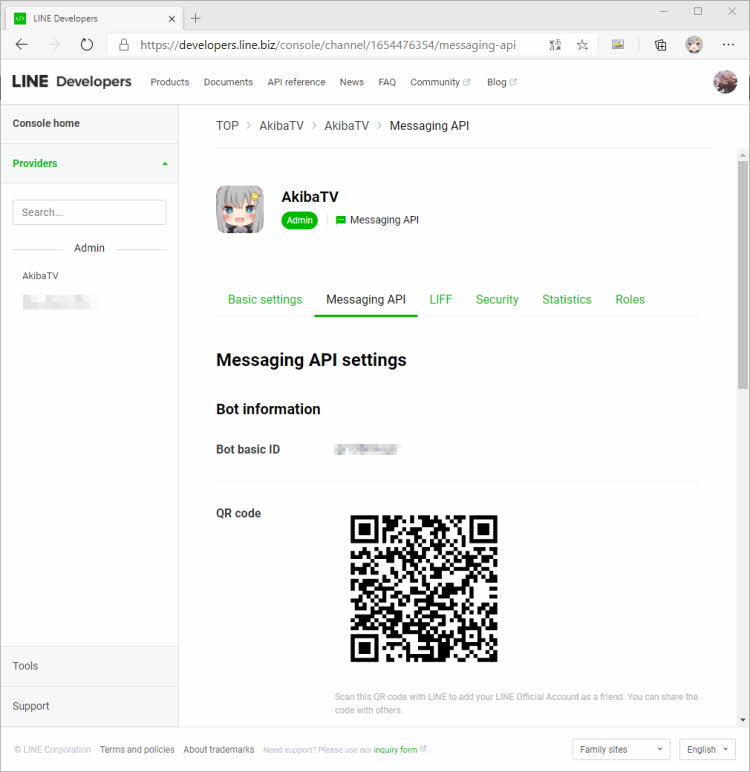 LINE Developers
https://developers.line.biz/console/channel/1654476354/messaging-api
LINE Developers Products Documents API reference News FAQ Community Blog
Console home
Providers
Search...
Admin
AkibaTV
Tools
Support
TOP > AkibaTV > AkibaTV > Messaging API
AkibaTV
Admin Messaging API
Basic settings Messaging API LIFF Security Statistics Roles
Messaging API settings
Bot information
Bot basic ID
QR code
Scan this QR code with LINE to add your LINE Official Account as a friend. You can share the
code with others.
© LINE Corporation Terms and policies About trademarks Need support? Please use our inquiry form Family sites English